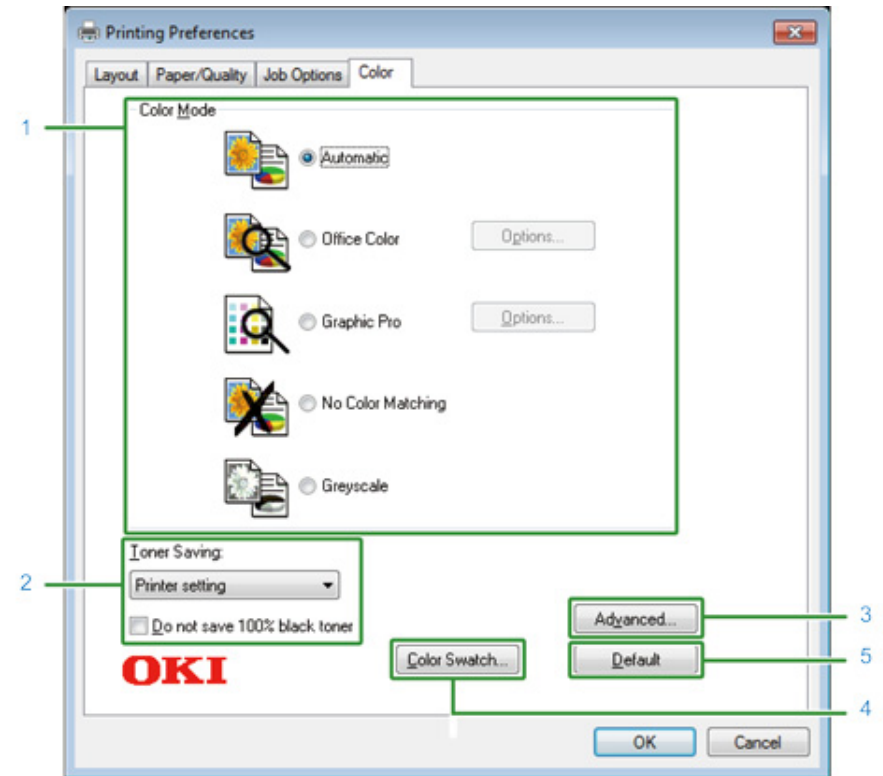 Printing Preferences
Layout Paper/Quality Job Options Color
Color Mode
1
Automatic
Office Color Options...
Graphic Pro Options...
No Color Matching
Greyscale
Toner Saving:
2
Printer setting
Do not save 100% black toner
Advanced... 3
OKI
Color Swatch... Default 5
4
OK Cancel